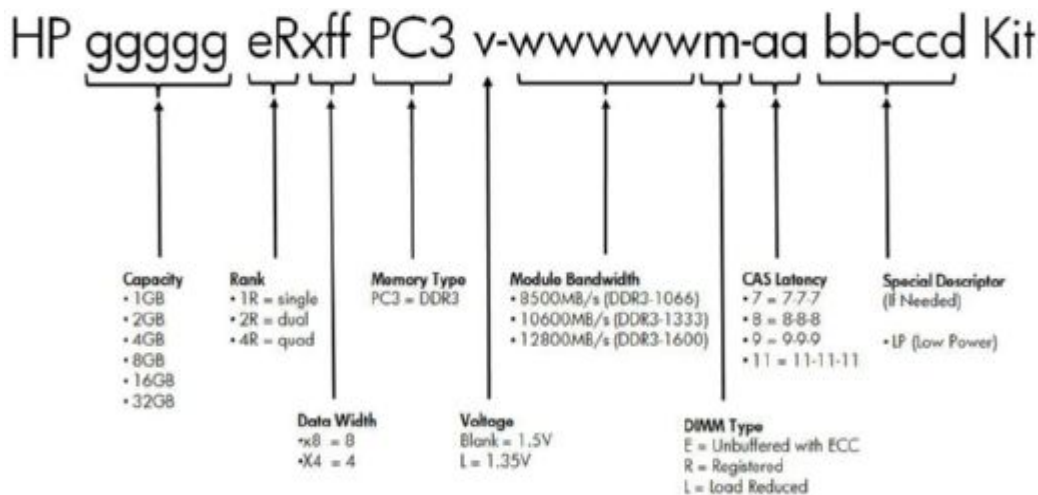 HP ggggg eRxff PC3 v-wwwwwm-aa bb-ccd Kit
Capacity
• 1GB
• 2GB
• 4GB
• 8GB
• 16GB
• 32GB
Rank
• 1R = single
• 2R = dual
• 4R = quad
Memory Type
PC3 = DDR3
Module Bandwidth
• 8500MB/s (DDR3-1066)
• 10600MB/s (DDR3-1333)
• 12800MB/s (DDR3-1600)
CAS Latency
• 7 = 7-7-7
• 8 = 8-8-8
• 9 = 9-9-9
• 11 = 11-11-11
Special Descriptor
(If Needed)
• LP (Low Power)
Data Width
•x8 = 8
•X4 = 4
Voltage
Blank = 1.5V
L = 1.35V
DIMM Type
E = Unbuffered with ECC
R = Registered
L = Load Reduced